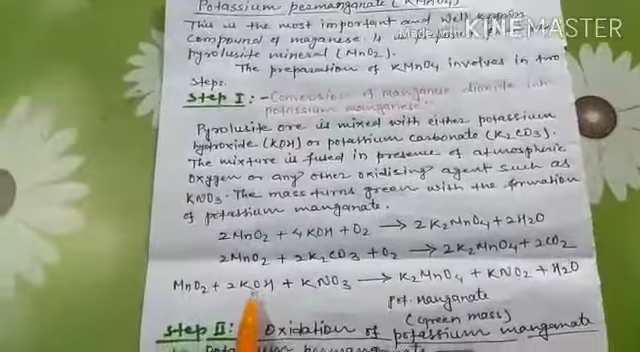 Potassium permanganate (KMnO4)
This is the most important and well known
compound of maganese. It is prepared from
pyrolusite mineral (MnO2).
The preparation of KMnO4 involves in two
steps.
Step I :- Conversion of manganese dioxide into
potassium manganese"
Pyrolusite ore is mixed with either potassium
hydroxide (KOH) or potassium carbonate (K2CO3).
The mixture is fused in presence of atmospheric
oxygen or any other oxidising agent such as
KNO3. The mass turns green with the formation
of potassium manganate.
2MnO2 + 4KOH + O2 → 2K2MnO4 + 2H2O
2MnO2 + 2K2CO3 + O2 → 2K2MnO4 + 2CO2
MnO2 + 2KOH + KNO3 → K2MnO4 + KNO2 + H2O
Pot. Manganate
(green mass)
Step II : Oxidation of potassium manganate
to potassium permanganate
KINEMASTER